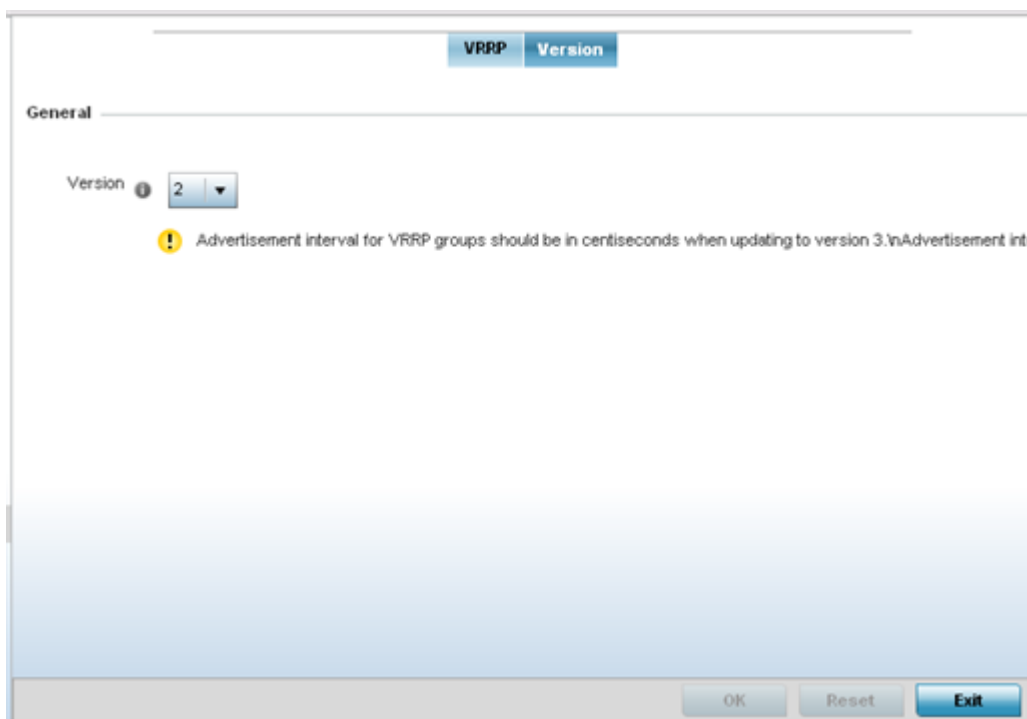 VRRP Version
General
Version 2
Advertisement interval for VRRP groups should be in centiseconds when updating to version 3.\nAdvertisement int
OK Reset Exit